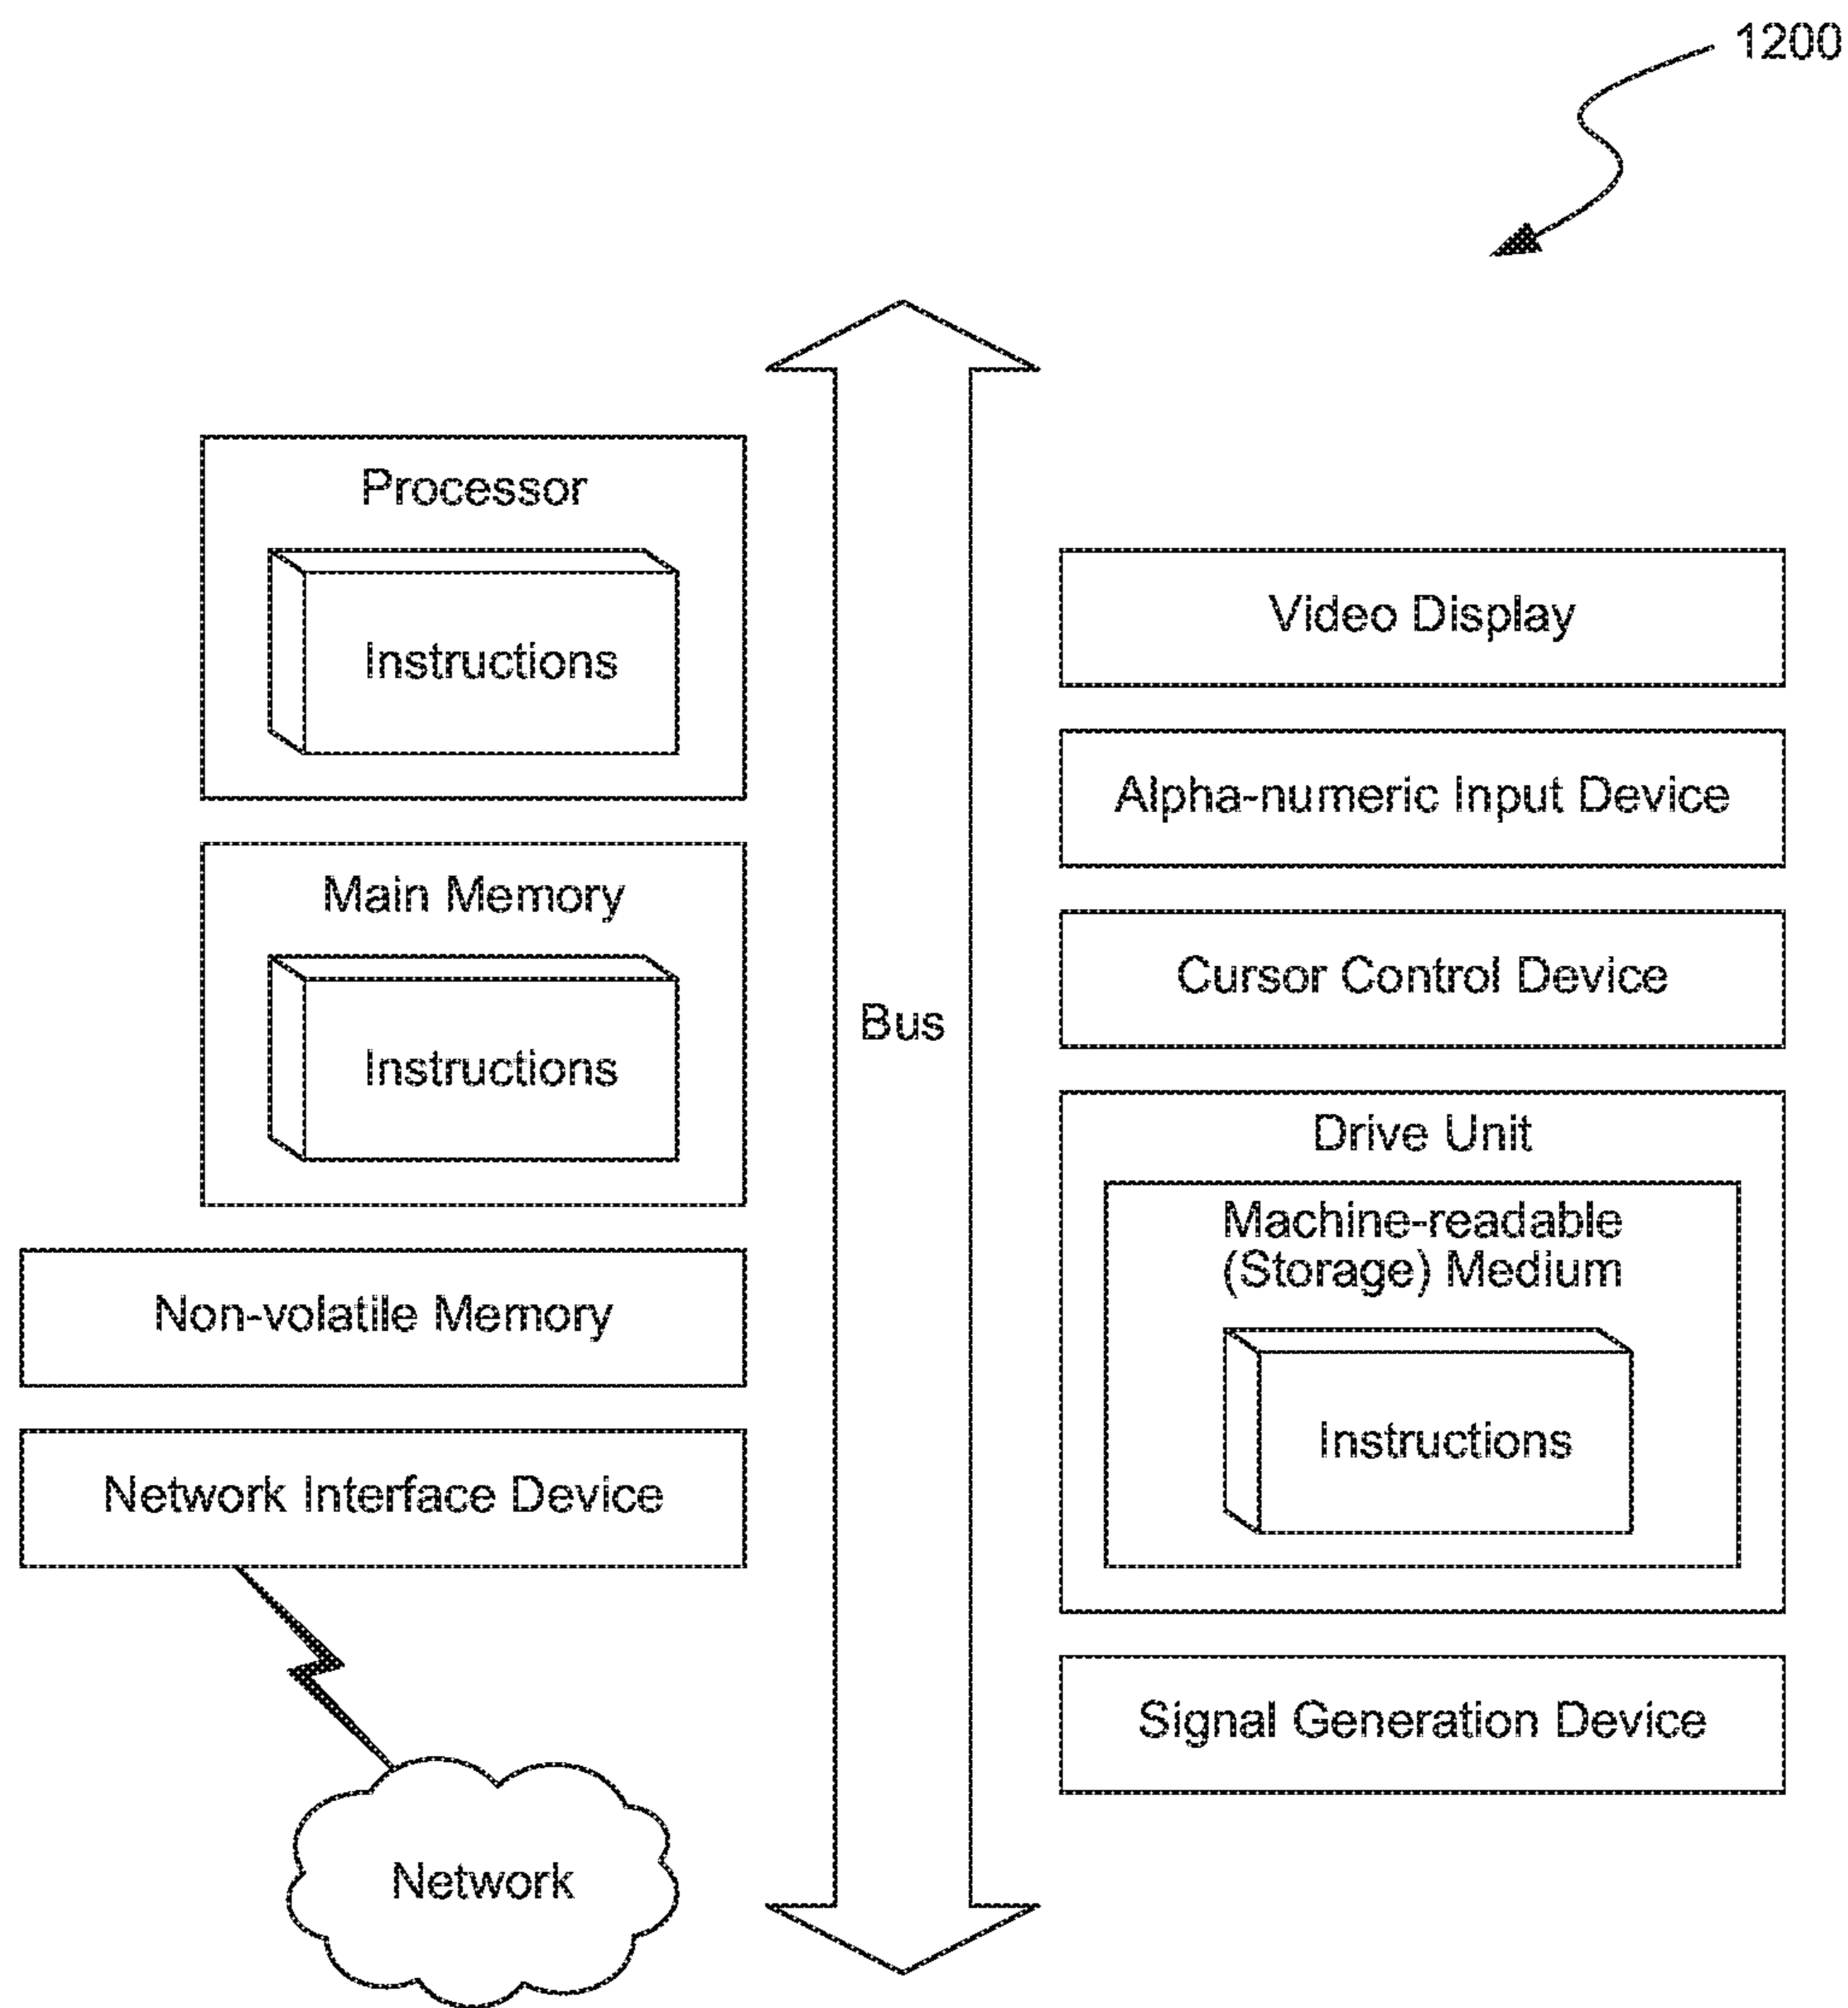 1200
Processor
Instructions
Main Memory
Instructions
Non-volatile Memory
Network Interface Device
Network
Bus
Video Display
Alpha-numeric Input Device
Cursor Control Device
Drive Unit
Machine-readable
(Storage) Medium
Instructions
Signal Generation Device